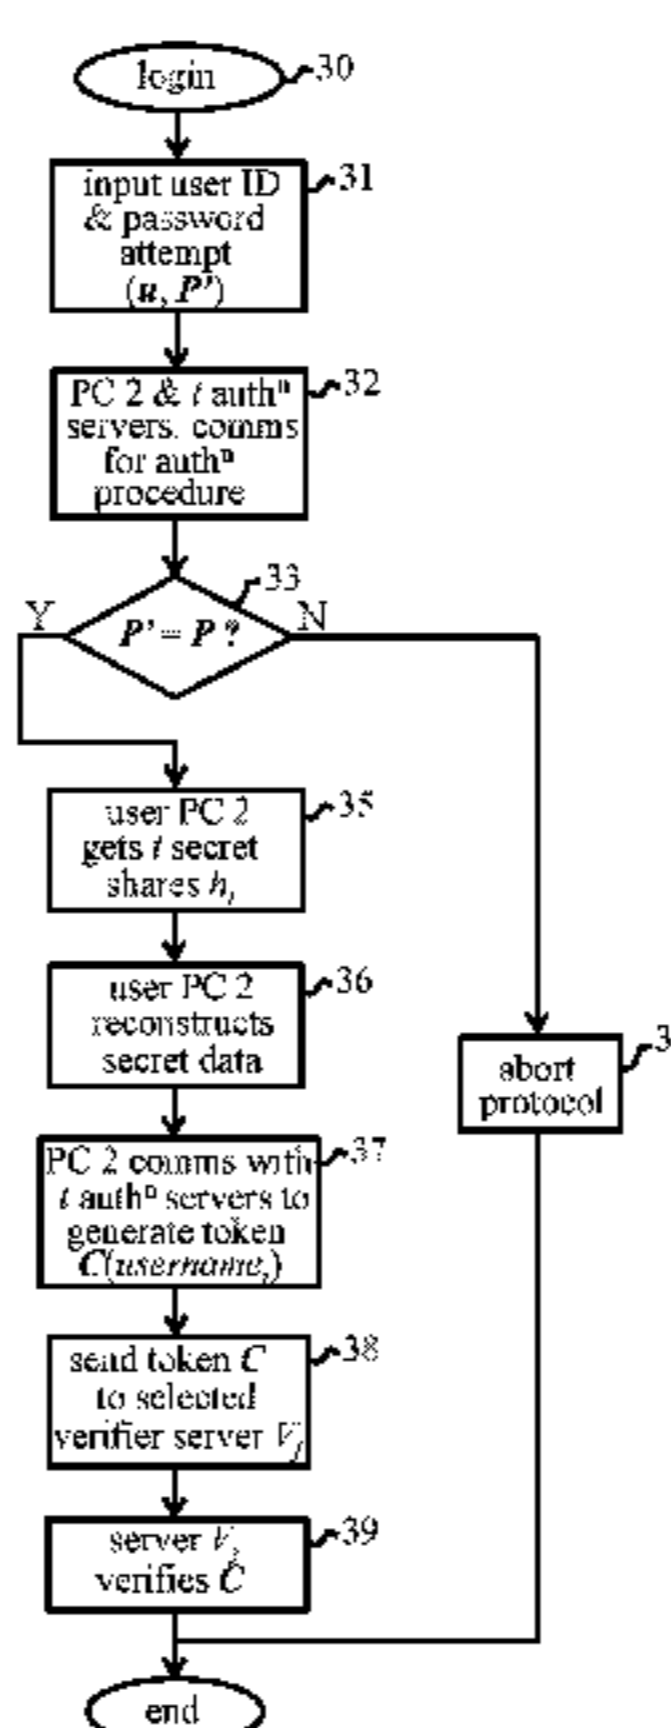 login 30
input user ID 31
& password
attempt
(u, P')
PC 2 & t authⁿ 32
servers: comms
for authⁿ
procedure
33
Y P' = P ? N
user PC 2 35
gets t secret
shares hᵢ
user PC 2 36
reconstructs
secret data
3
abort
protocol
PC 2 comms with 37
t authⁿ servers to
generate token
C(usernameⱼ)
send token C 38
to selected
verifier server Vⱼ
server Vⱼ 39
verifies C
end